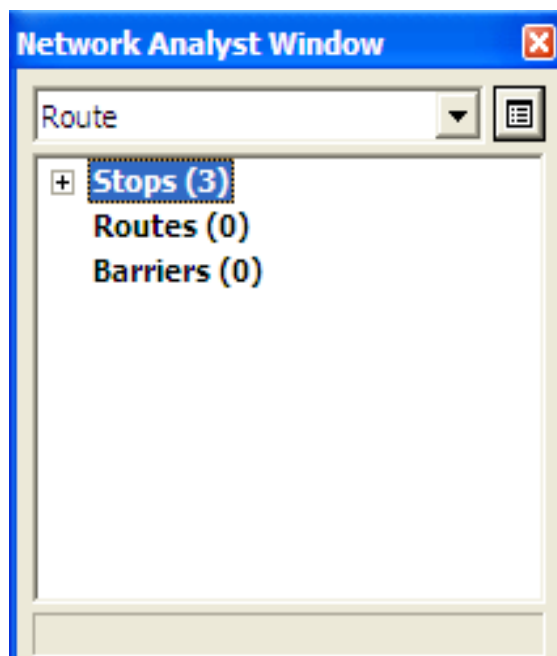 Network Analyst Window
Route
Stops (3)
Routes (0)
Barriers (0)